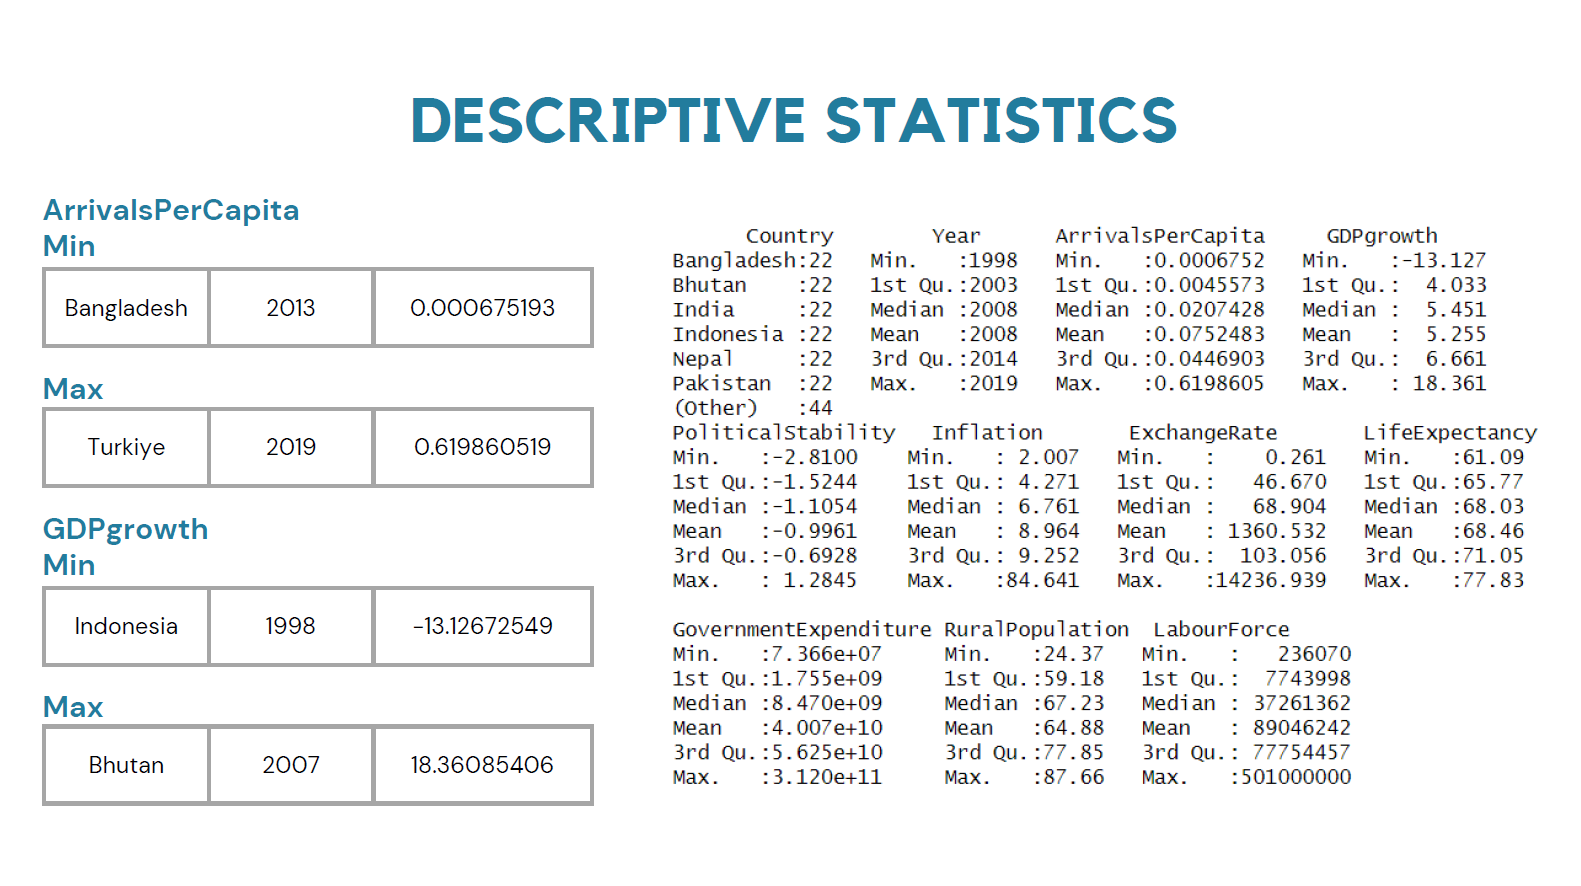 DESCRIPTIVE STATISTICS
ArrivalsPerCapita
Min
Bangladesh 2013 0.000675193
Max
Turkiye 2019 0.619860519
GDPgrowth
Min
Indonesia 1998 -13.12672549
Max
Bhutan 2007 18.36085406
Country Year ArrivalsPerCapita GDPgrowth
Bangladesh:22 Min. :1998 Min. :0.0006752 Min. :-13.127
Bhutan :22 1st Qu.:2003 1st Qu.:0.0045573 1st Qu.: 4.033
India :22 Median :2008 Median :0.0207428 Median : 5.451
Indonesia :22 Mean :2008 Mean :0.0752483 Mean : 5.255
Nepal :22 3rd Qu.:2014 3rd Qu.:0.0446903 3rd Qu.: 6.661
Pakistan :22 Max. :2019 Max. :0.6198605 Max. : 18.361
(Other) :44
PoliticalStability Inflation ExchangeRate LifeExpectancy
Min. :-2.8100 Min. : 2.007 Min. : 0.261 Min. :61.09
1st Qu.:-1.5244 1st Qu.: 4.271 1st Qu.: 46.670 1st Qu.:65.77
Median :-1.1054 Median : 6.761 Median : 68.904 Median :68.03
Mean :-0.9961 Mean : 8.964 Mean : 1360.532 Mean :68.46
3rd Qu.:-0.6928 3rd Qu.: 9.252 3rd Qu.: 103.056 3rd Qu.:71.05
Max. : 1.2845 Max. :84.641 Max. :14236.939 Max. :77.83
GovernmentExpenditure RuralPopulation LabourForce
Min. :7.366e+07 Min. :24.37 Min. : 236070
1st Qu.:1.755e+09 1st Qu.:59.18 1st Qu.: 7743998
Median :8.470e+09 Median :67.23 Median : 37261362
Mean :4.007e+10 Mean :64.88 Mean : 89046242
3rd Qu.:5.625e+10 3rd Qu.:77.85 3rd Qu.: 77754457
Max. :3.120e+11 Max. :87.66 Max. :501000000